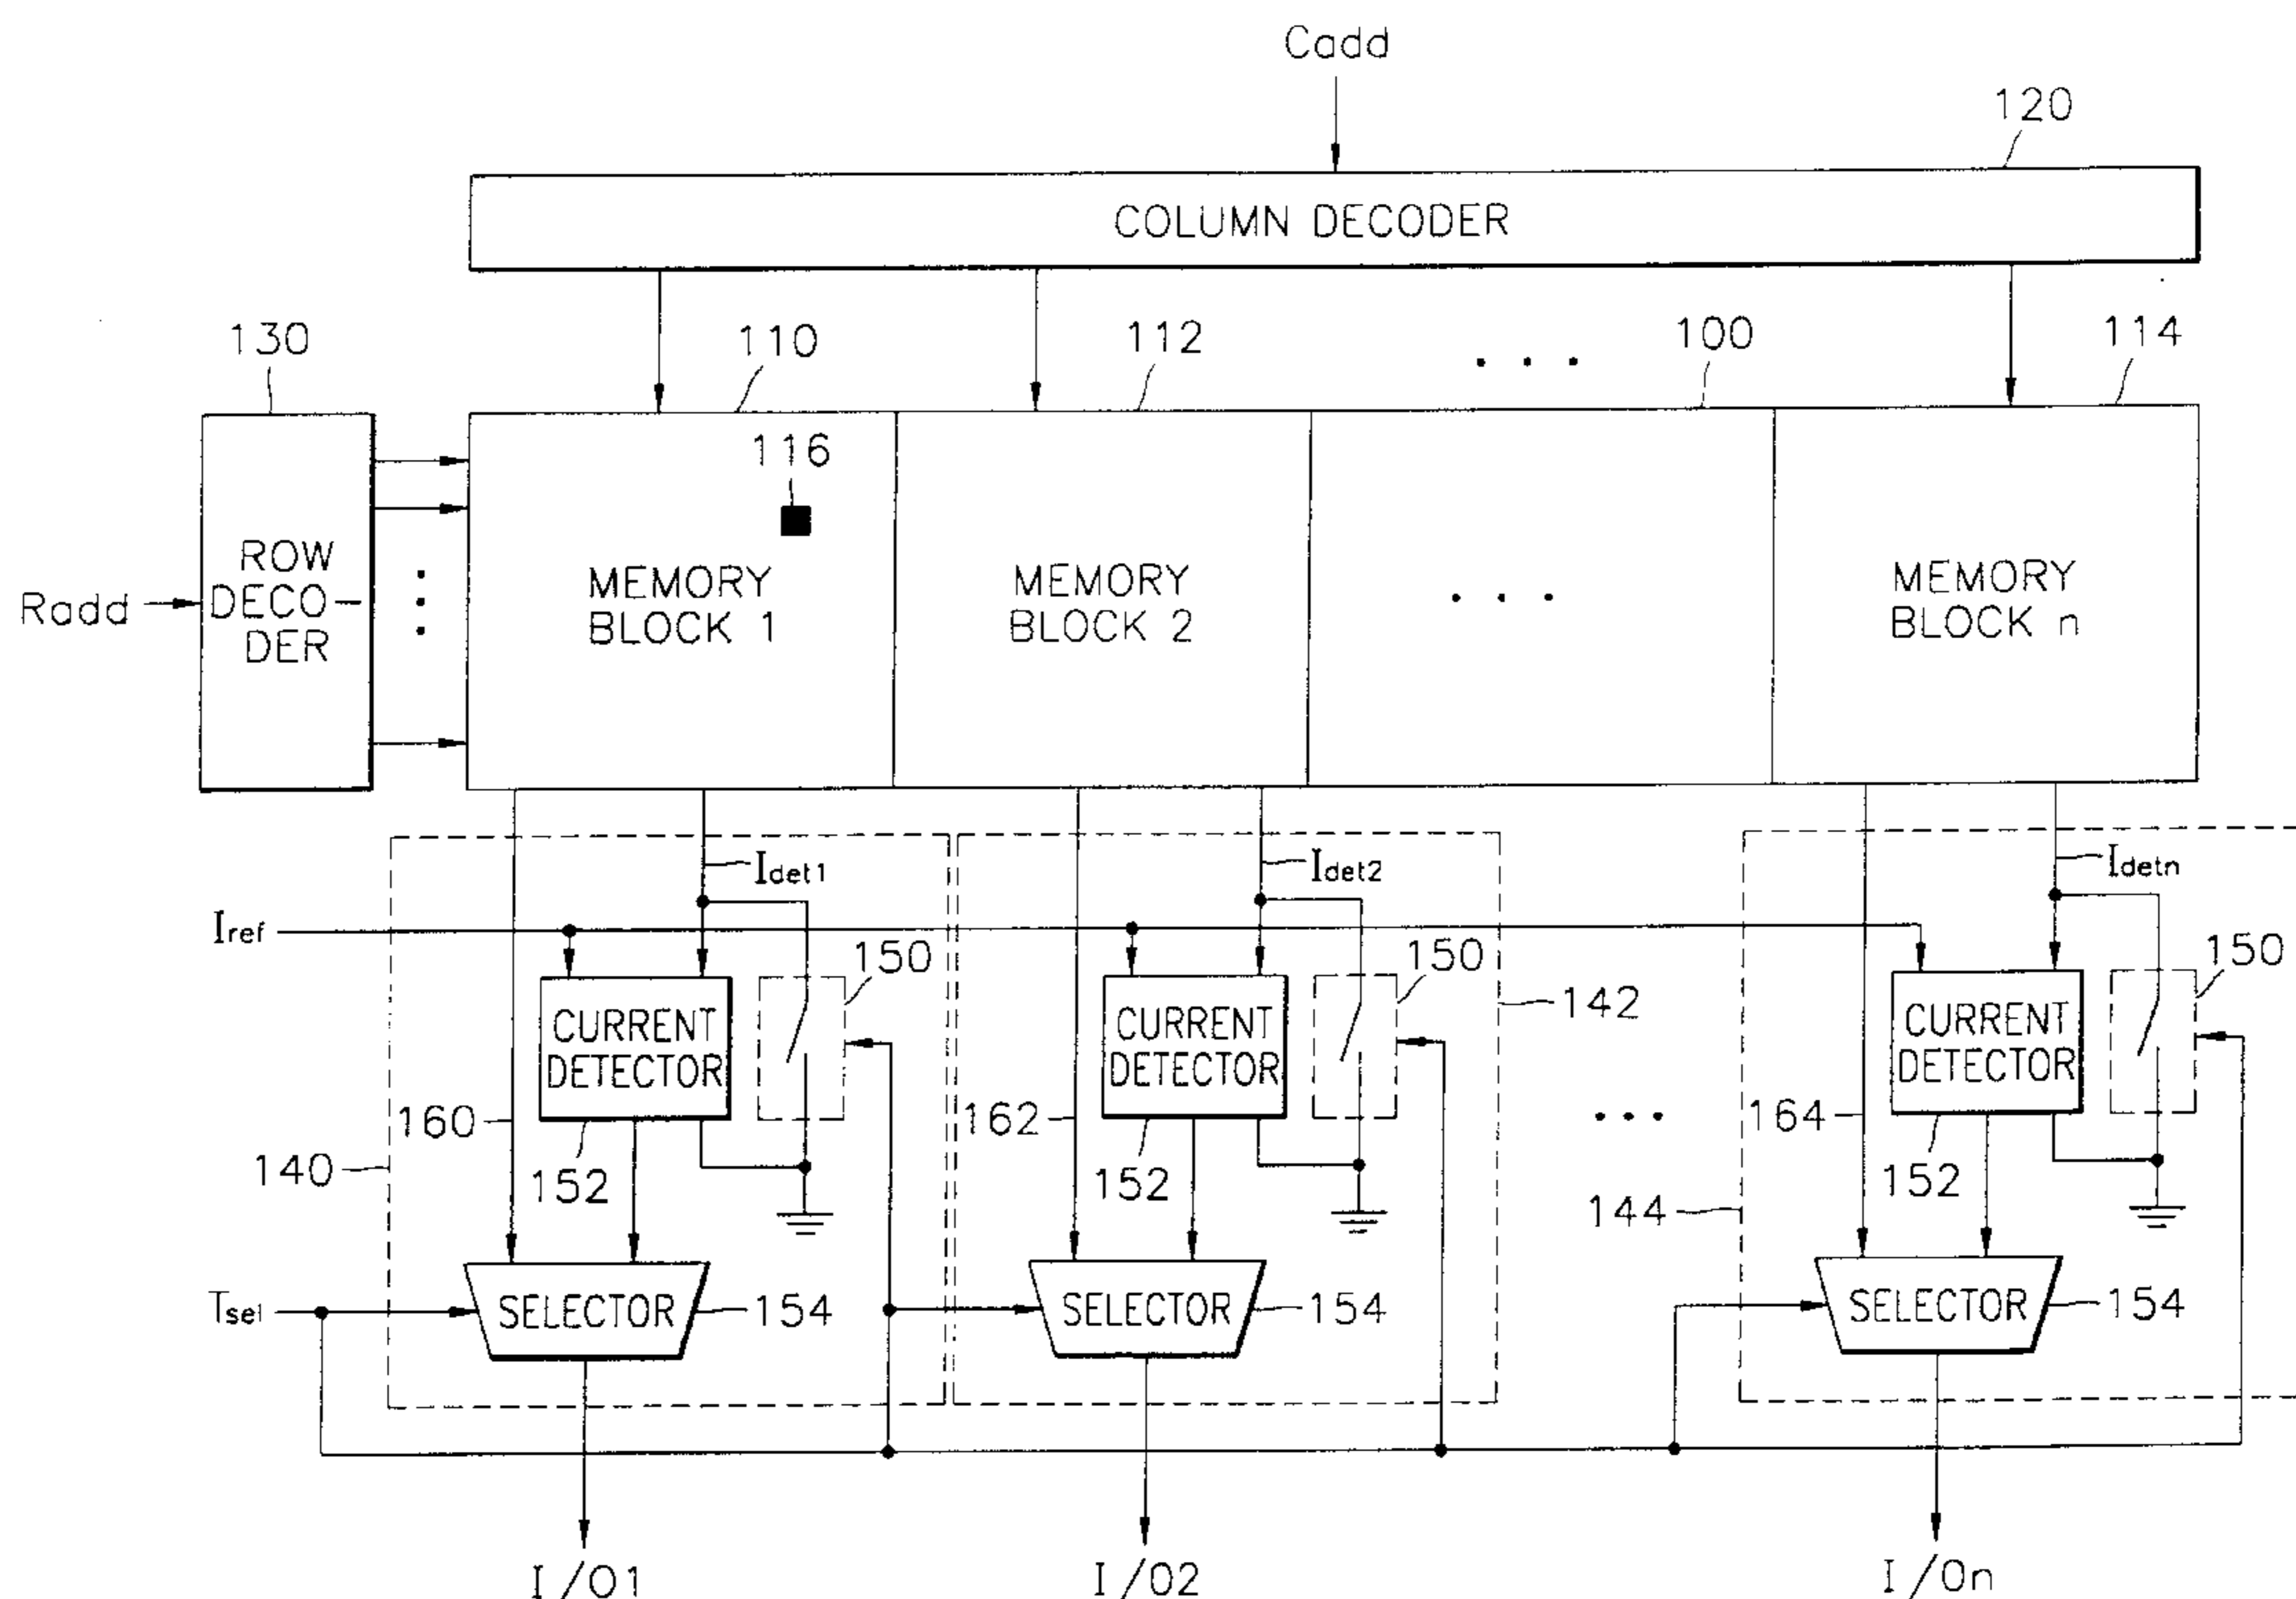 Cadd
120
COLUMN DECODER
130
110
112
100
114
. . .
116
ROW
DECO-
DER
Radd
MEMORY
BLOCK 1
MEMORY
BLOCK 2
. . .
MEMORY
BLOCK n
Idet1
Idet2
Idetn
Iref
150
150
150
CURRENT
DETECTOR
CURRENT
DETECTOR
CURRENT
DETECTOR
142
160
162
164
. . .
140
152
152
152
144
Tsel
SELECTOR
154
SELECTOR
154
SELECTOR
154
I/O1
I/O2
I/On